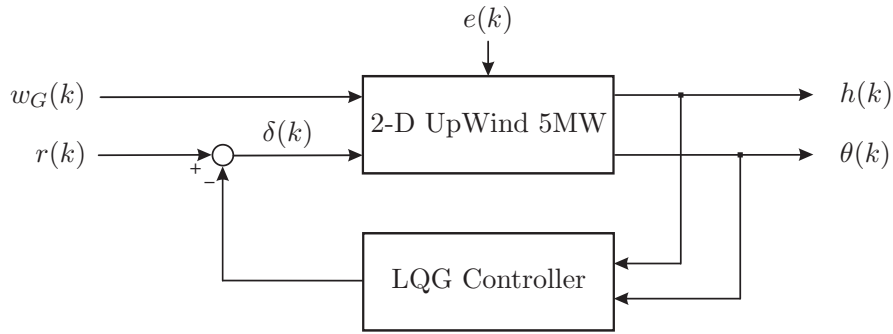 e(k)
w_G(k)
2-D UpWind 5MW
h(k)
r(k)
+
−
δ(k)
θ(k)
LQG Controller